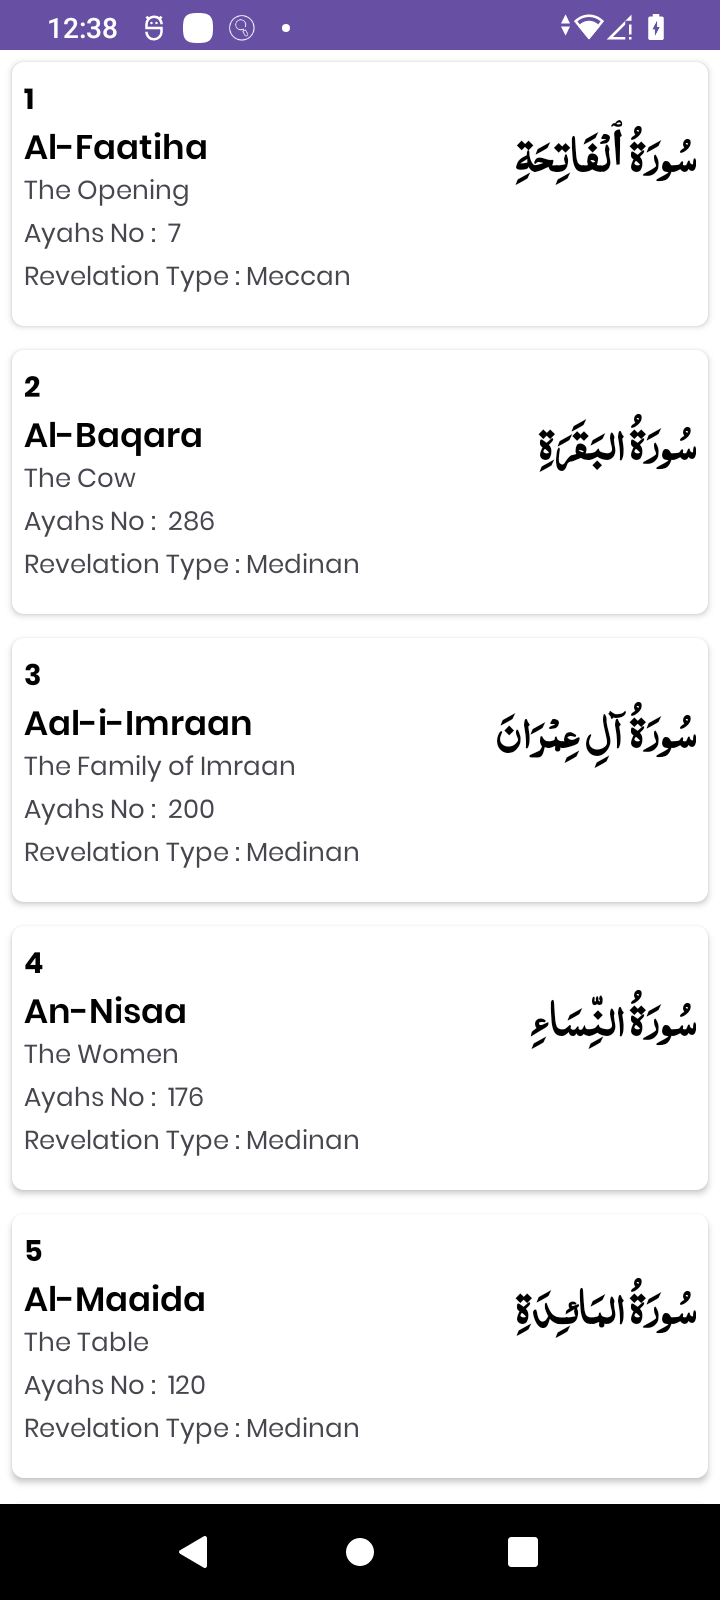 12:38
1
Al-Faatiha
سُورَةُ ٱلْفَاتِحَةِ
The Opening
Ayahs No : 7
Revelation Type : Meccan
2
Al-Baqara
سُورَةُ البَقَرَةِ
The Cow
Ayahs No : 286
Revelation Type : Medinan
3
Aal-i-Imraan
سُورَةُ آلِ عِمۡرَانَ
The Family of Imraan
Ayahs No : 200
Revelation Type : Medinan
4
An-Nisaa
سُورَةُ النِّسَاءِ
The Women
Ayahs No : 176
Revelation Type : Medinan
5
Al-Maaida
سُورَةُ المَائـِدَةِ
The Table
Ayahs No : 120
Revelation Type : Medinan